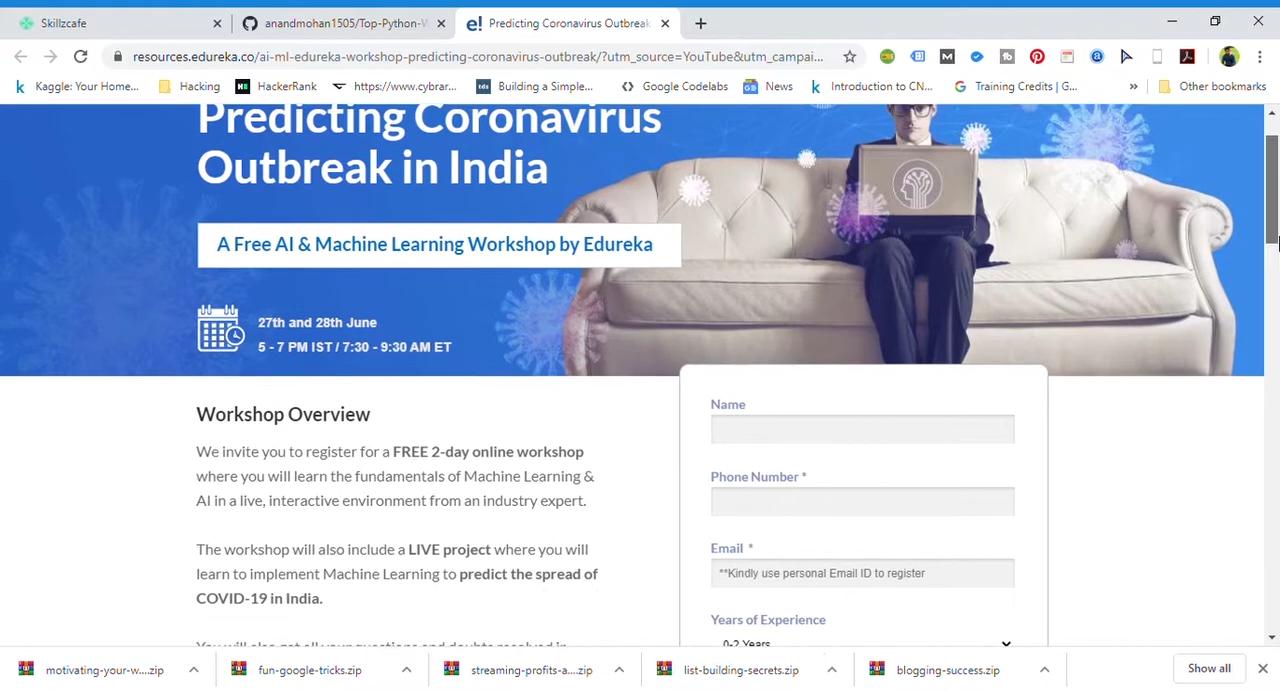 Skillzcafe
anandmohan1505/Top-Python-W
e! Predicting Coronavirus Outbreak
resources.edureka.co/ai-ml-edureka-workshop-predicting-coronavirus-outbreak/?utm_source=YouTube&utm_campai...
Kaggle: Your Home...
Hacking
HackerRank
https://www.cybrar...
Building a Simple...
Google Codelabs
News
Introduction to CN...
Training Credits | G...
»
Other bookmarks
Predicting Coronavirus
Outbreak in India
A Free AI & Machine Learning Workshop by Edureka
27th and 28th June
5 - 7 PM IST / 7:30 - 9:30 AM ET
Workshop Overview
We invite you to register for a FREE 2-day online workshop
where you will learn the fundamentals of Machine Learning &
AI in a live, interactive environment from an industry expert.
The workshop will also include a LIVE project where you will
learn to implement Machine Learning to predict the spread of
COVID-19 in India.
Name
Phone Number *
Email *
**Kindly use personal Email ID to register
Years of Experience
0-2 Years
motivating-your-w....zip
fun-google-tricks.zip
streaming-profits-a....zip
list-building-secrets.zip
blogging-success.zip
Show all